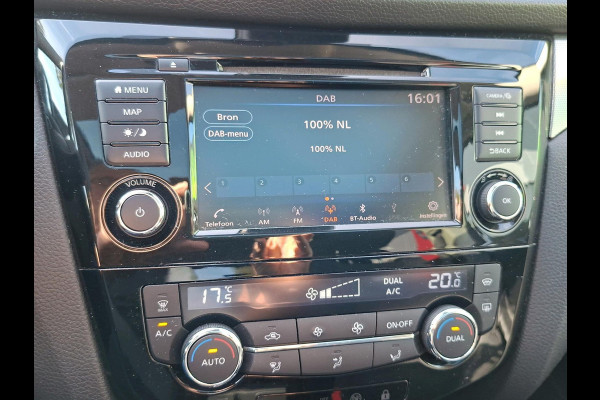 MENU
MAP
AUDIO
DAB
16:01
Bron
DAB-menu
100% NL
100% NL
1 2 3 4 5 6
Telefoon AM FM DAB BT-Audio Instellingen
CAMERA
BACK
OK
VOLUME
17.5°C
DUAL
A/C
20.0°C
MAX
A/C
ON·OFF
AUTO
DUAL